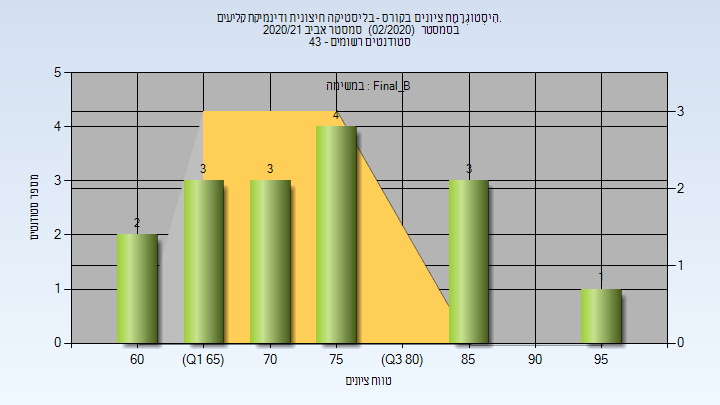 היסטוגרמת ציונים בקורס - בליסטיקה חיצונית ודינמיקת קליעים.
בסמסטר (02/2020) סמסטר אביב 2020/21
סטודנטים רשומים - 43
במשימה : Final_B
מספר סטודנטים
5
4
3
2
1
0
3
2
1
0
2
3
3
4
3
1
60
(Q1 65)
70
75
(Q3 80)
85
90
95
טווח ציונים